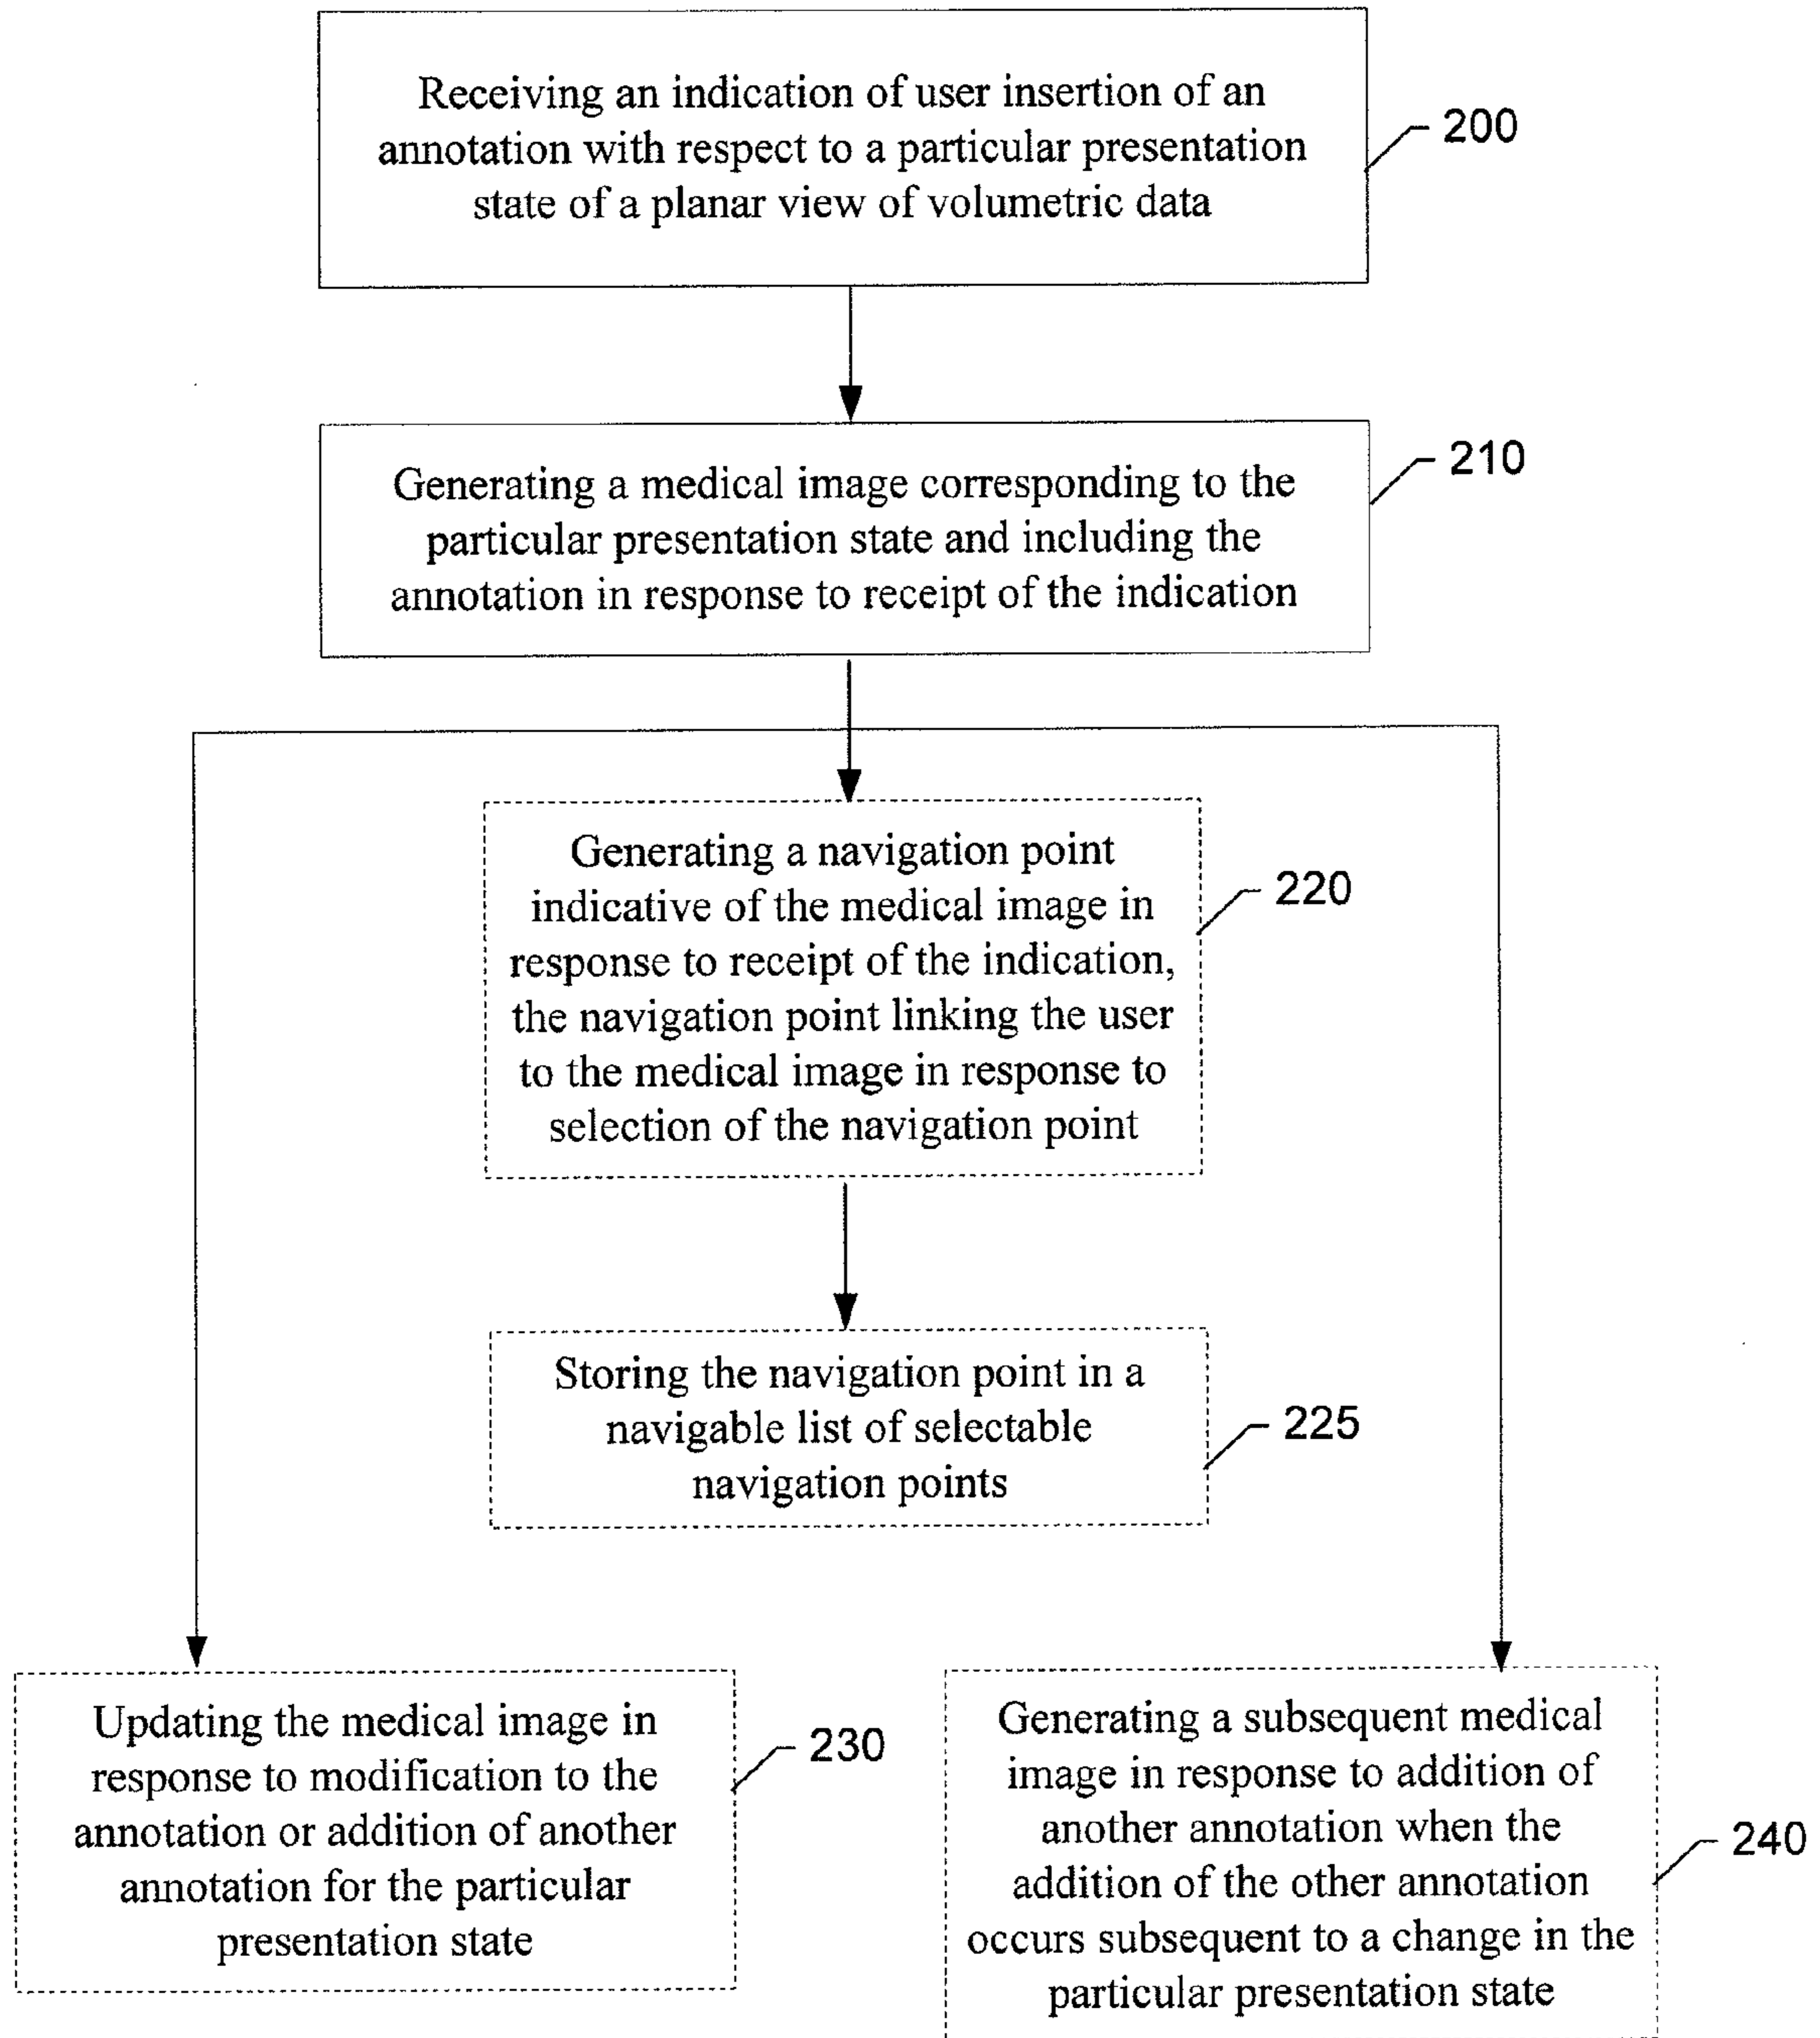 Receiving an indication of user insertion of an
annotation with respect to a particular presentation
state of a planar view of volumetric data
200
Generating a medical image corresponding to the
particular presentation state and including the
annotation in response to receipt of the indication
210
Generating a navigation point
indicative of the medical image in
response to receipt of the indication,
the navigation point linking the user
to the medical image in response to
selection of the navigation point
220
Storing the navigation point in a
navigable list of selectable
navigation points
225
Updating the medical image in
response to modification to the
annotation or addition of another
annotation for the particular
presentation state
230
Generating a subsequent medical
image in response to addition of
another annotation when the
addition of the other annotation
occurs subsequent to a change in the
particular presentation state
240